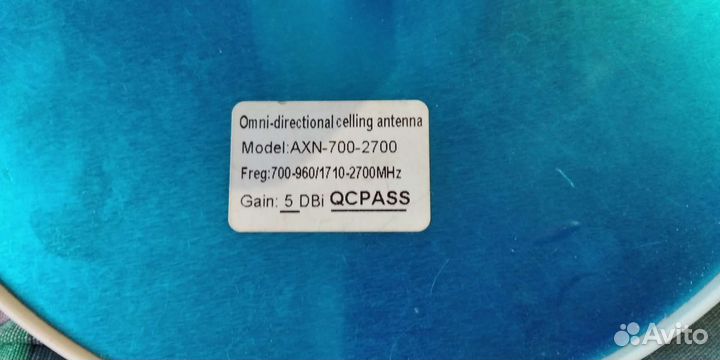 Omni-directional celling antenna
Model:AXN-700-2700
Freg:700-960/1710-2700MHz
Gain: 5 DBi QCPASS
Avito